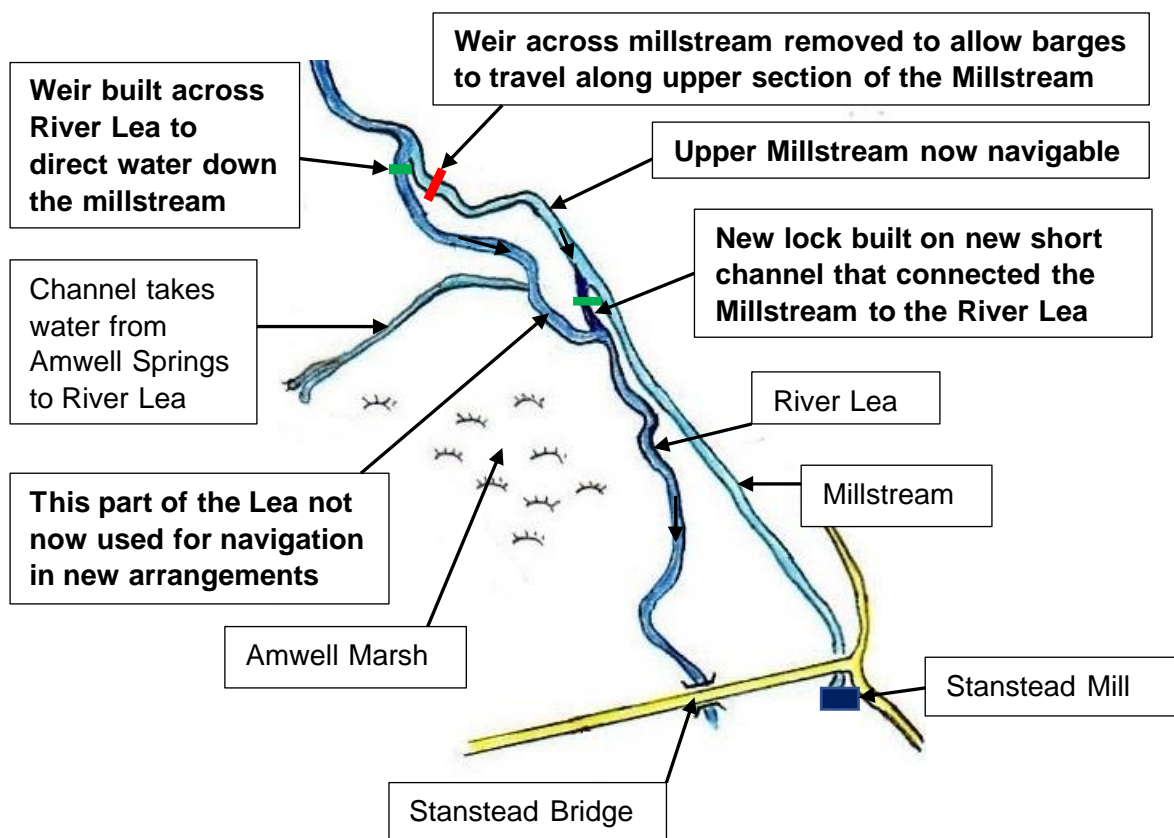 Weir across millstream removed to allow barges
to travel along upper section of the Millstream
Weir built across
River Lea to
direct water down
the millstream
Upper Millstream now navigable
New lock built on new short
channel that connected the
Millstream to the River Lea
Channel takes
water from
Amwell Springs
to River Lea
River Lea
Millstream
This part of the Lea not
now used for navigation
in new arrangements
Amwell Marsh
Stanstead Mill
Stanstead Bridge